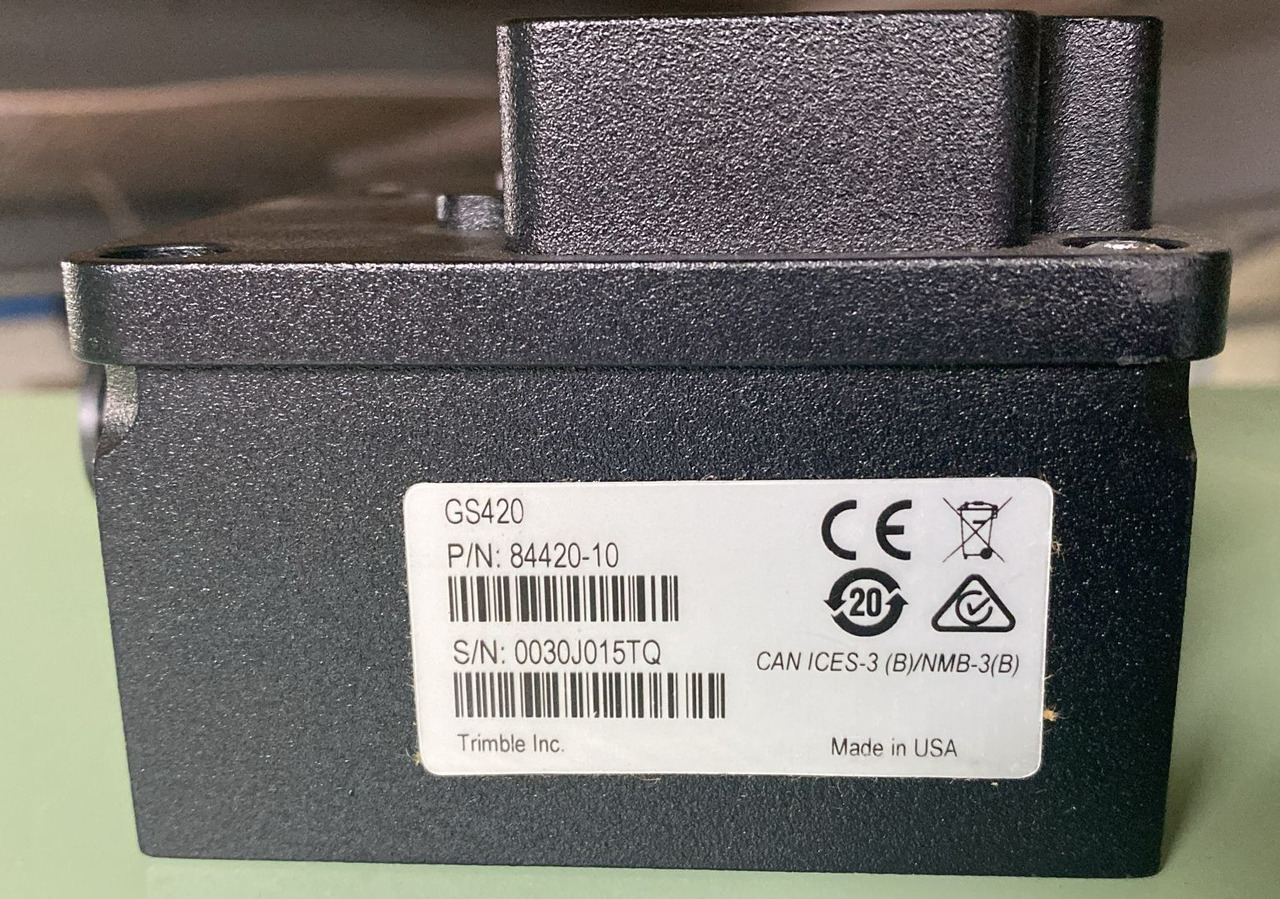 GS420
P/N: 84420-10
S/N: 0030J015TQ
Trimble Inc.
CE
20
CAN ICES-3 (B)/NMB-3(B)
Made in USA